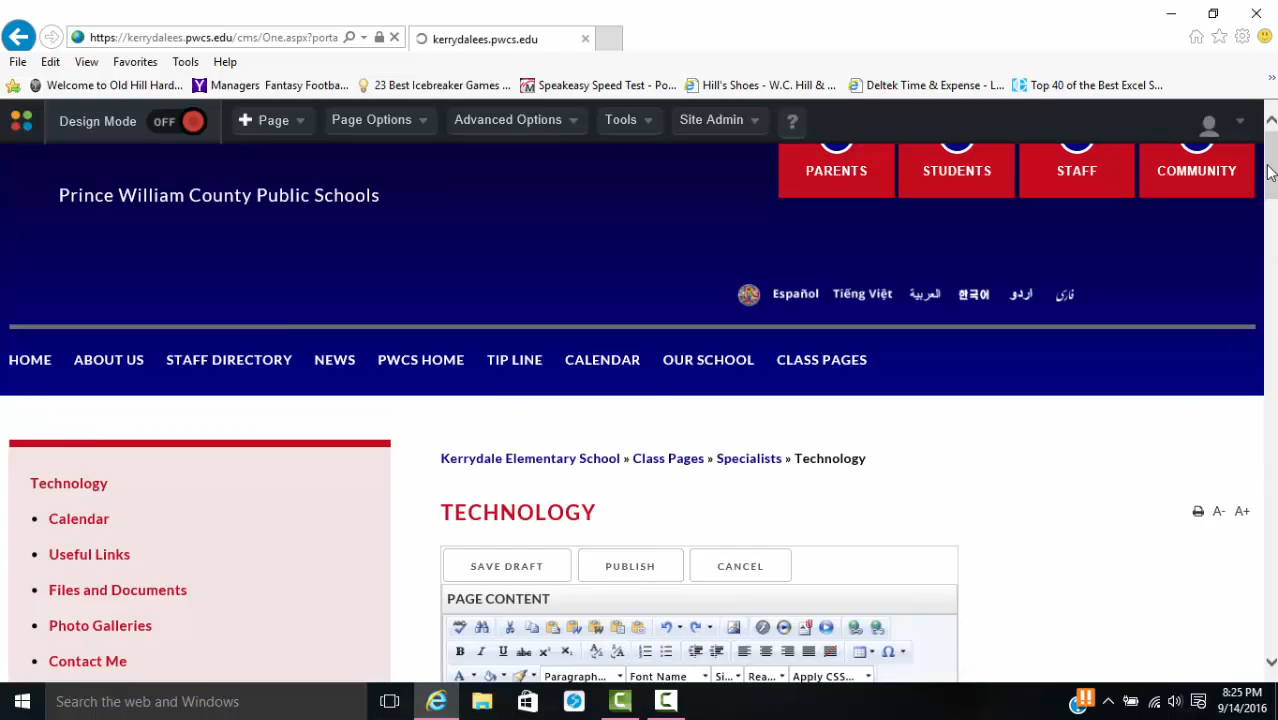 https://kerrydalees.pwcs.edu/cms/One.aspx?porta
kerrydalees.pwcs.edu
File Edit View Favorites Tools Help
Welcome to Old Hill Hard... Managers Fantasy Footba... 23 Best Icebreaker Games ... Speakeasy Speed Test - Po... Hill's Shoes - W.C. Hill & ... Deltek Time & Expense - L... Top 40 of the Best Excel S...
Design Mode OFF + Page Page Options Advanced Options Tools Site Admin ?
PARENTS STUDENTS STAFF COMMUNITY
Prince William County Public Schools
Español Tiếng Việt العربية 한국어 اردو فارسی
HOME ABOUT US STAFF DIRECTORY NEWS PWCS HOME TIP LINE CALENDAR OUR SCHOOL CLASS PAGES
Kerrydale Elementary School » Class Pages » Specialists » Technology
Technology
TECHNOLOGY A- A+
• Calendar
• Useful Links
SAVE DRAFT PUBLISH CANCEL
• Files and Documents
PAGE CONTENT
• Photo Galleries
• Contact Me
Paragraph... Font Name Si... Rea... Apply CSS...
Search the web and Windows
8:25 PM
9/14/2016